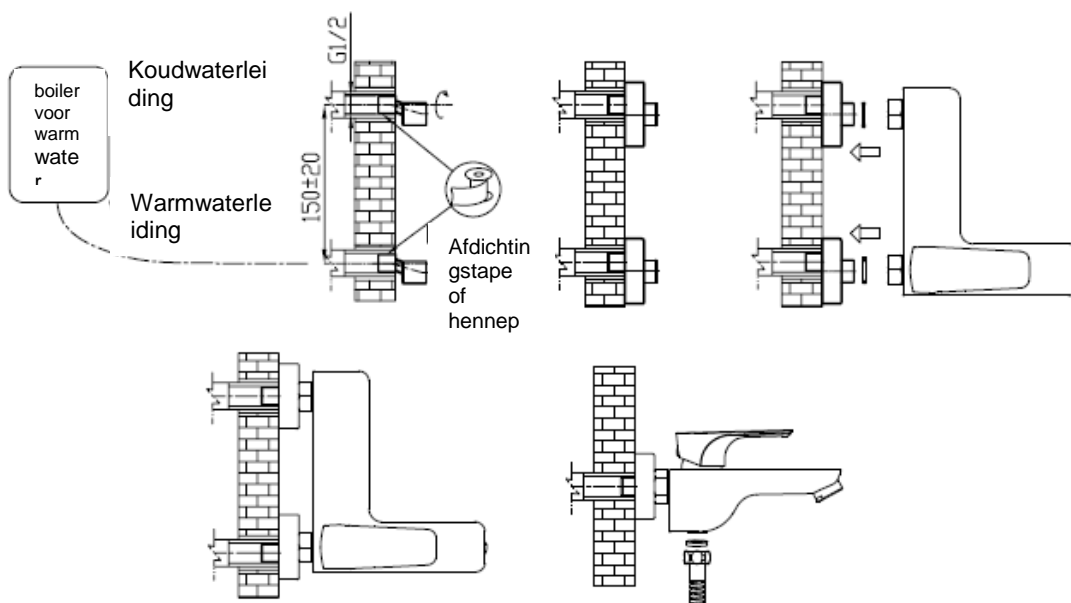 boiler
voor
warm
wate
r
Koudwaterlei
ding
Warmwaterle
iding
G1/2
150±20
Afdichtin
gstape
of
hennep